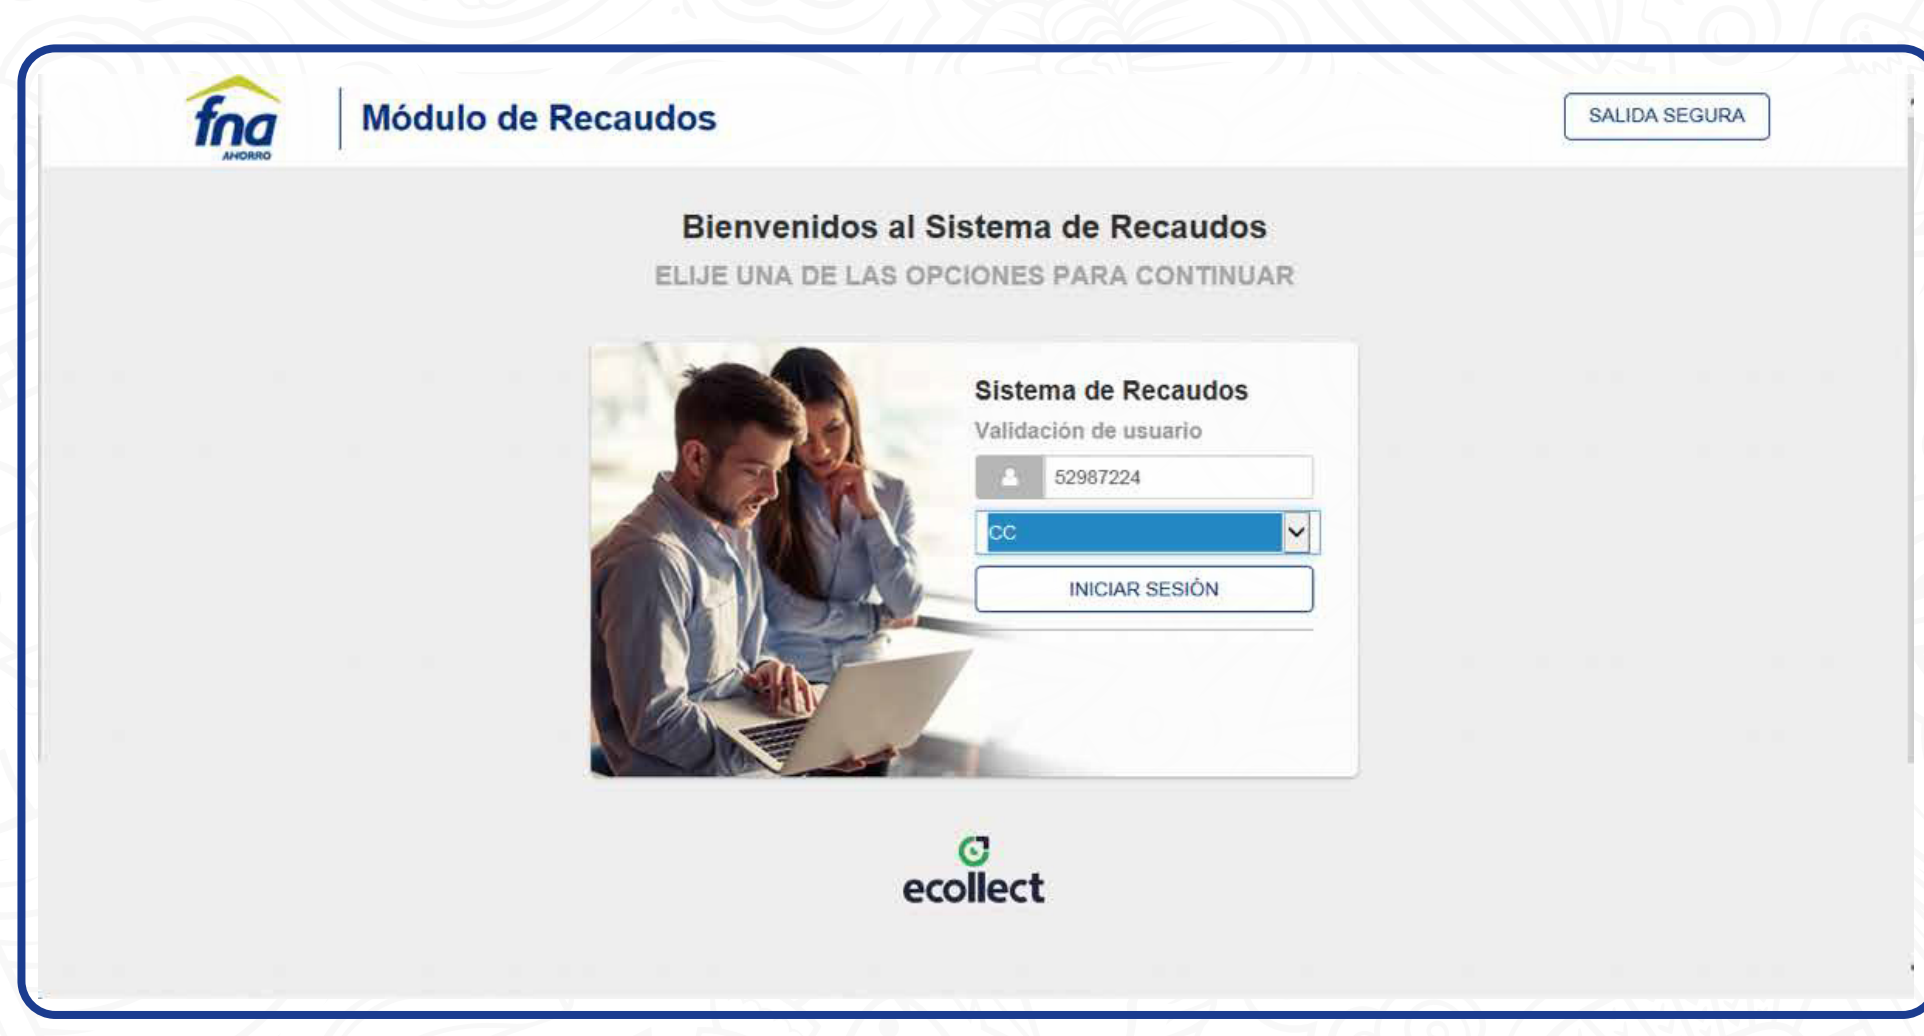 fna
AHORRO
Módulo de Recaudos
SALIDA SEGURA
Bienvenidos al Sistema de Recaudos
ELIJE UNA DE LAS OPCIONES PARA CONTINUAR
Sistema de Recaudos
Validación de usuario
52987224
CC
INICIAR SESIÓN
ecollect